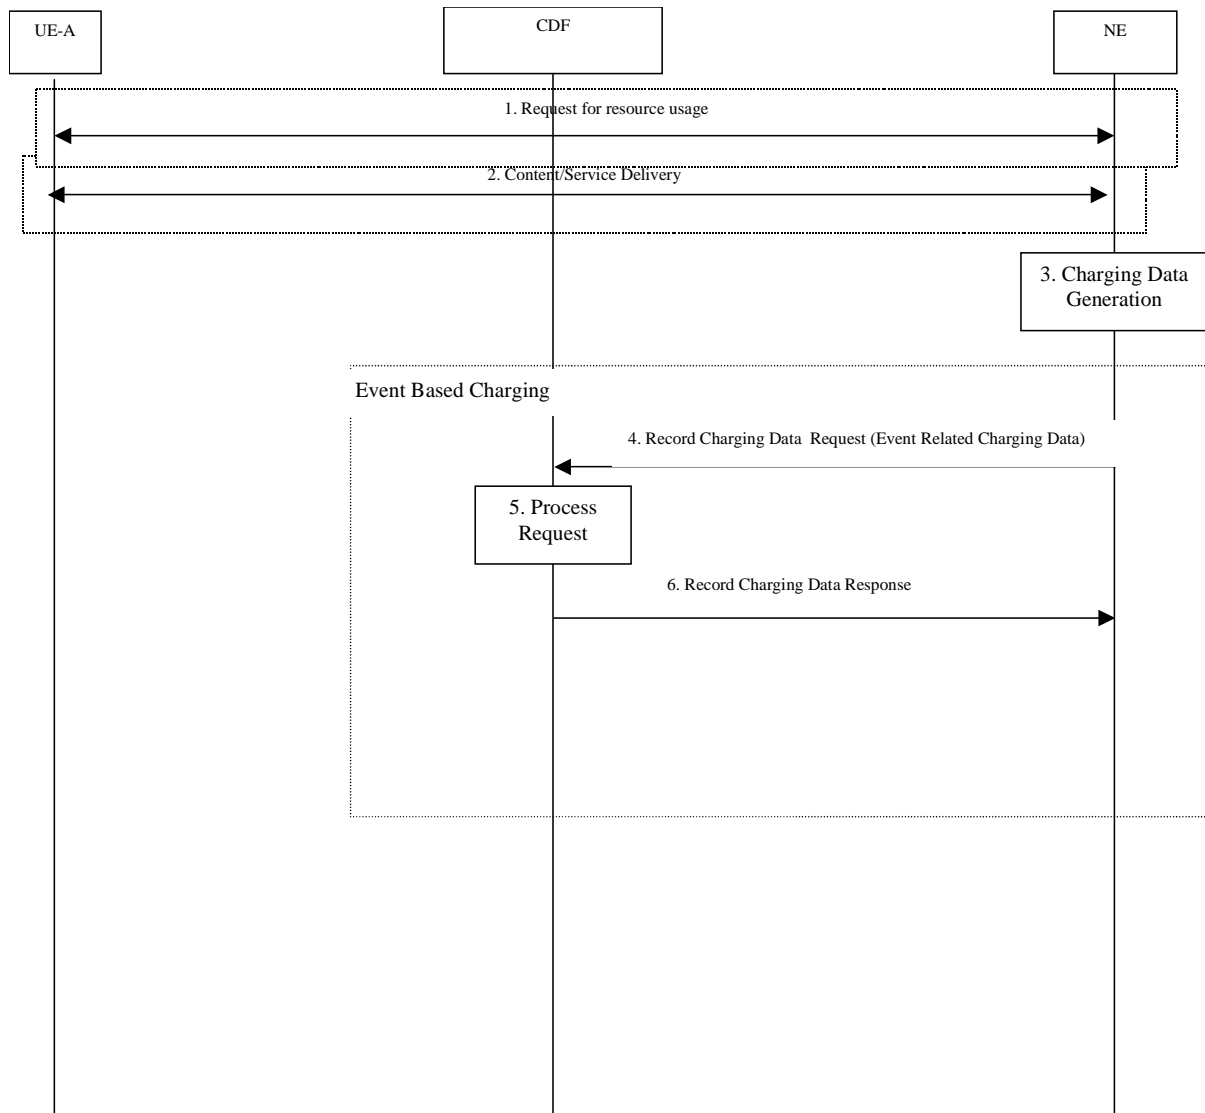 UE-A
CDF
NE
1. Request for resource usage
2. Content/Service Delivery
3. Charging Data
Generation
Event Based Charging
4. Record Charging Data  Request (Event Related Charging Data)
5. Process
Request
6. Record Charging Data Response